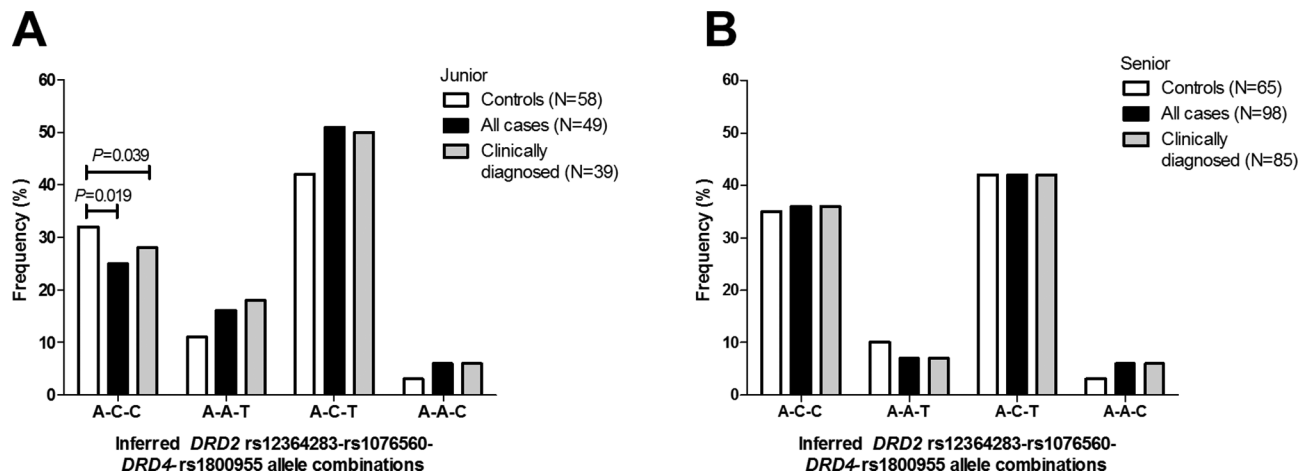 A
Junior
Controls (N=58)
All cases (N=49)
Clinically
diagnosed (N=39)
P=0.039
P=0.019
Frequency (%)
60
50
40
30
20
10
0
A-C-C A-A-T A-C-T A-A-C
Inferred DRD2 rs12364283-rs1076560-
DRD4-rs1800955 allele combinations
B
Senior
Controls (N=65)
All cases (N=98)
Clinically
diagnosed (N=85)
Frequency (%)
60
50
40
30
20
10
0
A-C-C A-A-T A-C-T A-A-C
Inferred DRD2 rs12364283-rs1076560-
DRD4-rs1800955 allele combinations